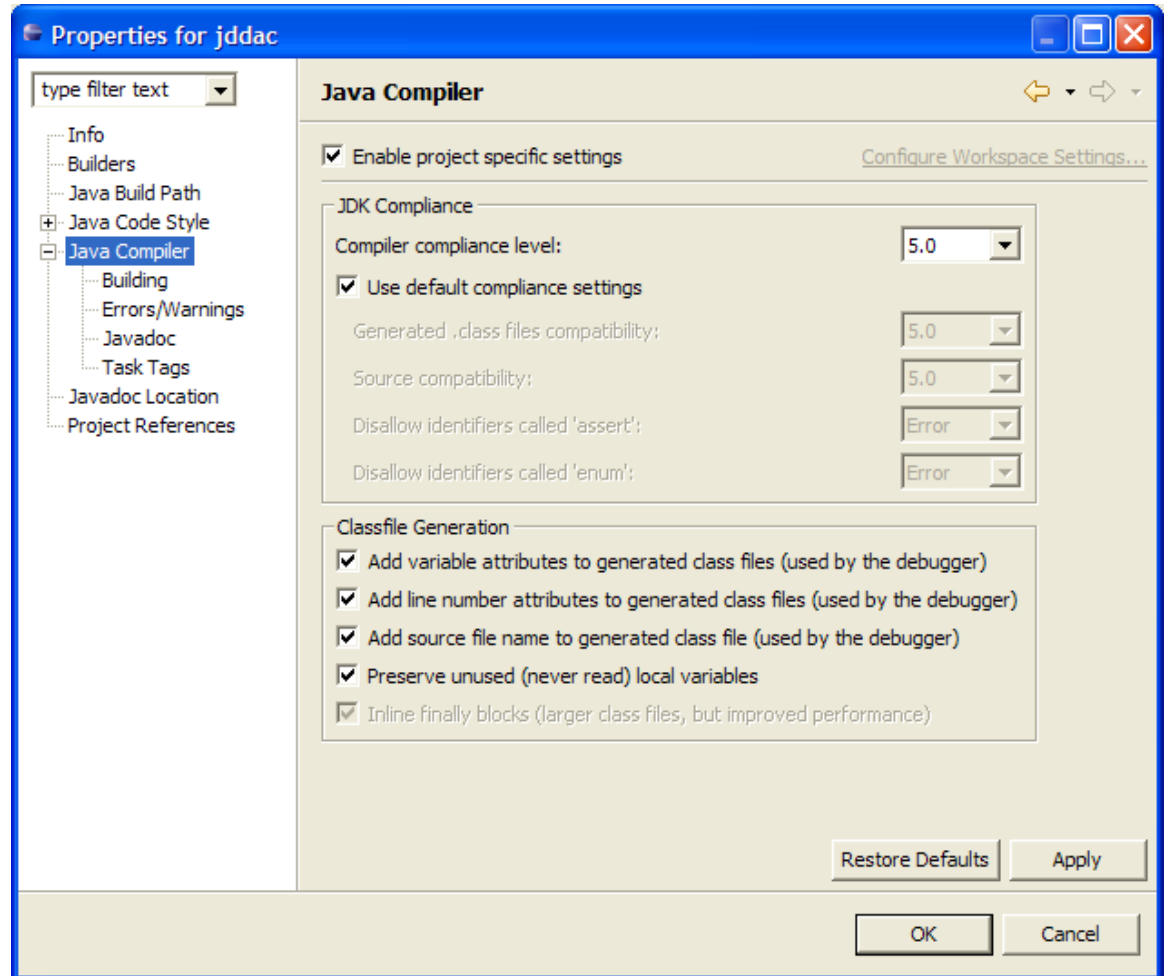 Properties for jddac
type filter text
Info
Builders
Java Build Path
Java Code Style
Java Compiler
Building
Errors/Warnings
Javadoc
Task Tags
Javadoc Location
Project References
Java Compiler
Enable project specific settings
Configure Workspace Settings...
JDK Compliance
Compiler compliance level: 5.0
Use default compliance settings
Generated .class files compatibility: 5.0
Source compatibility: 5.0
Disallow identifiers called 'assert': Error
Disallow identifiers called 'enum': Error
Classfile Generation
Add variable attributes to generated class files (used by the debugger)
Add line number attributes to generated class files (used by the debugger)
Add source file name to generated class file (used by the debugger)
Preserve unused (never read) local variables
Inline finally blocks (larger class files, but improved performance)
Restore Defaults Apply
OK Cancel